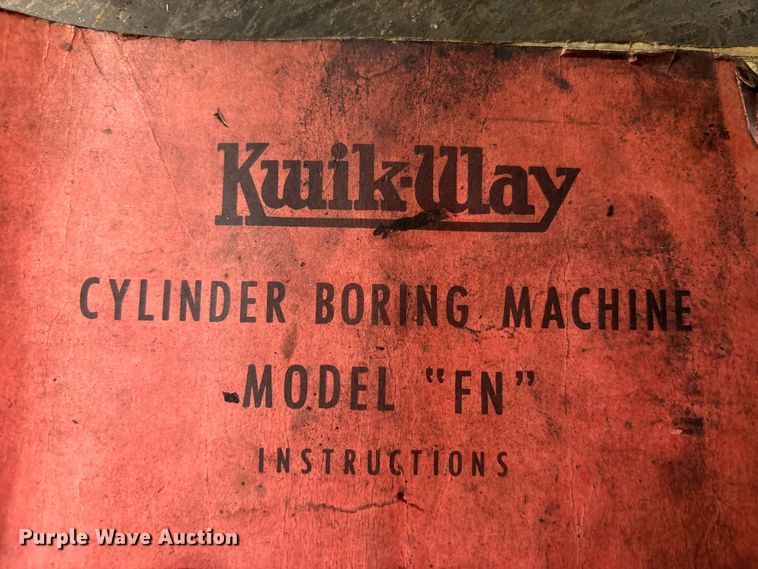 Kwik-Way
CYLINDER BORING MACHINE
MODEL "FN"
INSTRUCTIONS
Purple Wave Auction